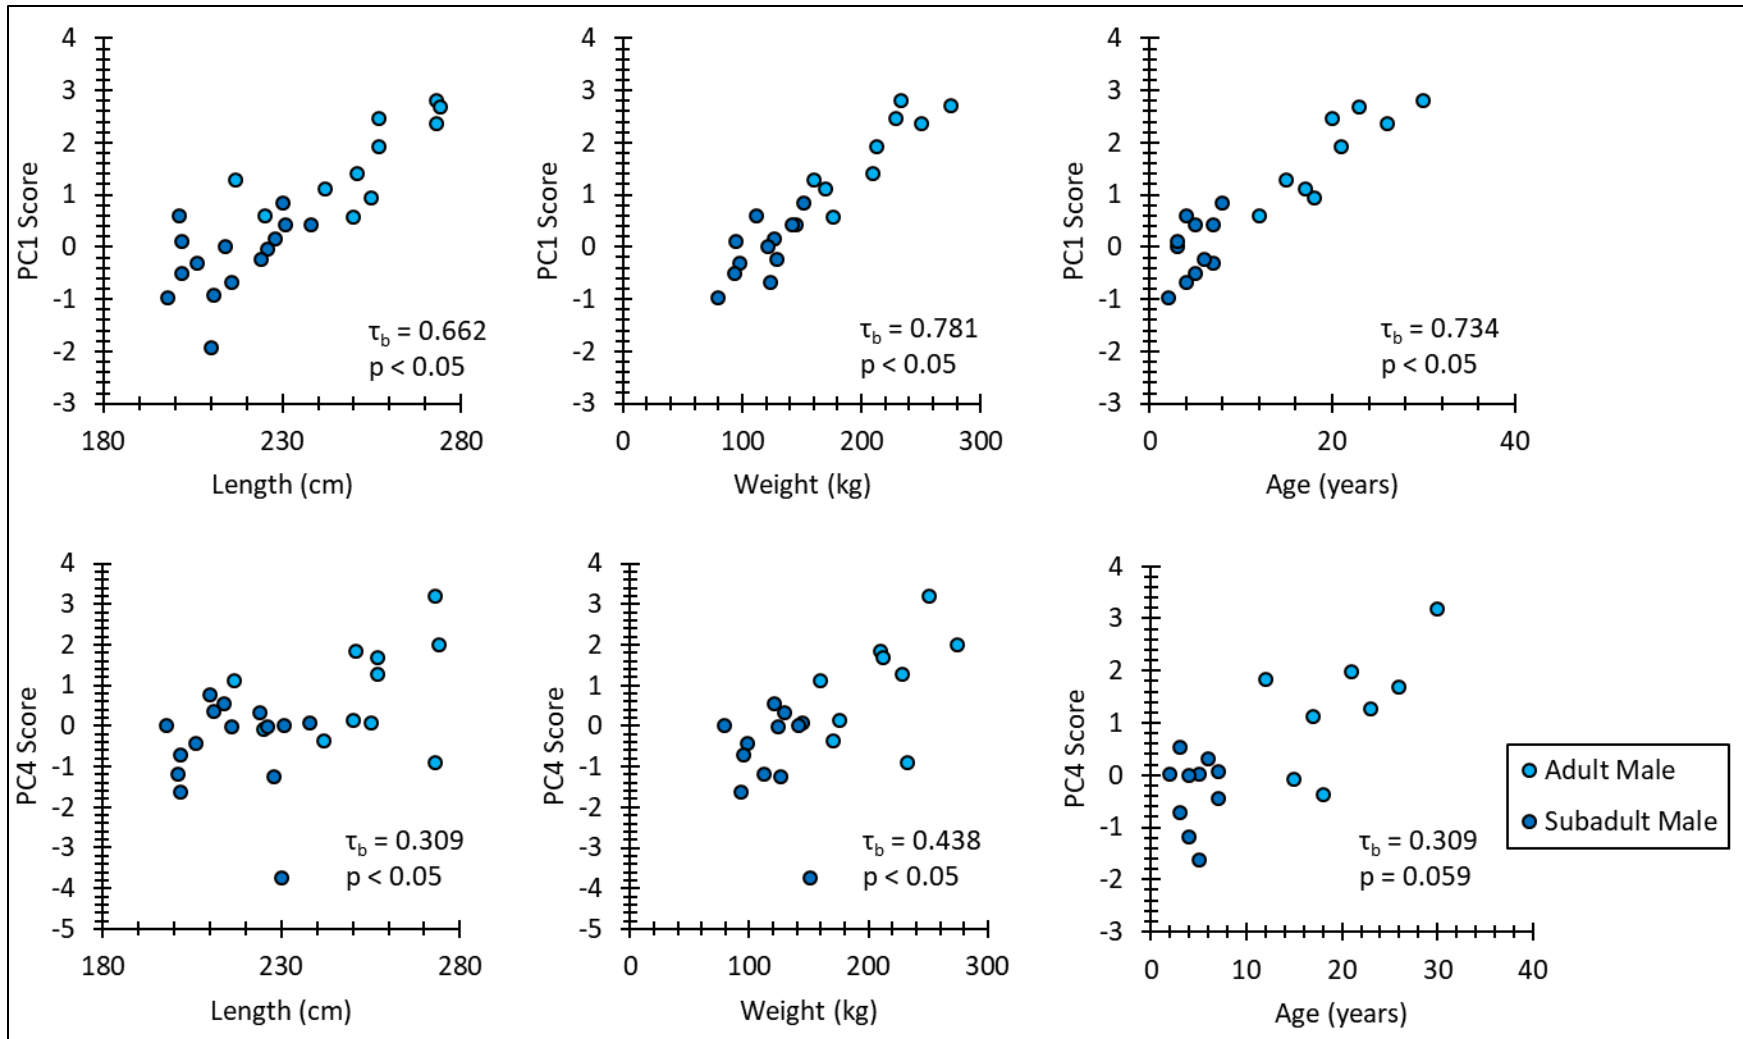 4
3
2
1
0
-1
-2
-3
PC1 Score
180
230
280
Length (cm)
τb = 0.662
p < 0.05
4
3
2
1
0
-1
-2
-3
PC1 Score
0
100
200
300
Weight (kg)
τb = 0.781
p < 0.05
4
3
2
1
0
-1
-2
-3
PC1 Score
0
20
40
Age (years)
τb = 0.734
p < 0.05
4
3
2
1
0
-1
-2
-3
-4
-5
PC4 Score
180
230
280
Length (cm)
τb = 0.309
p < 0.05
4
3
2
1
0
-1
-2
-3
-4
-5
PC4 Score
0
100
200
300
Weight (kg)
τb = 0.438
p < 0.05
4
3
2
1
0
-1
-2
-3
PC4 Score
0
10
20
30
40
Age (years)
τb = 0.309
p = 0.059
Adult Male
Subadult Male